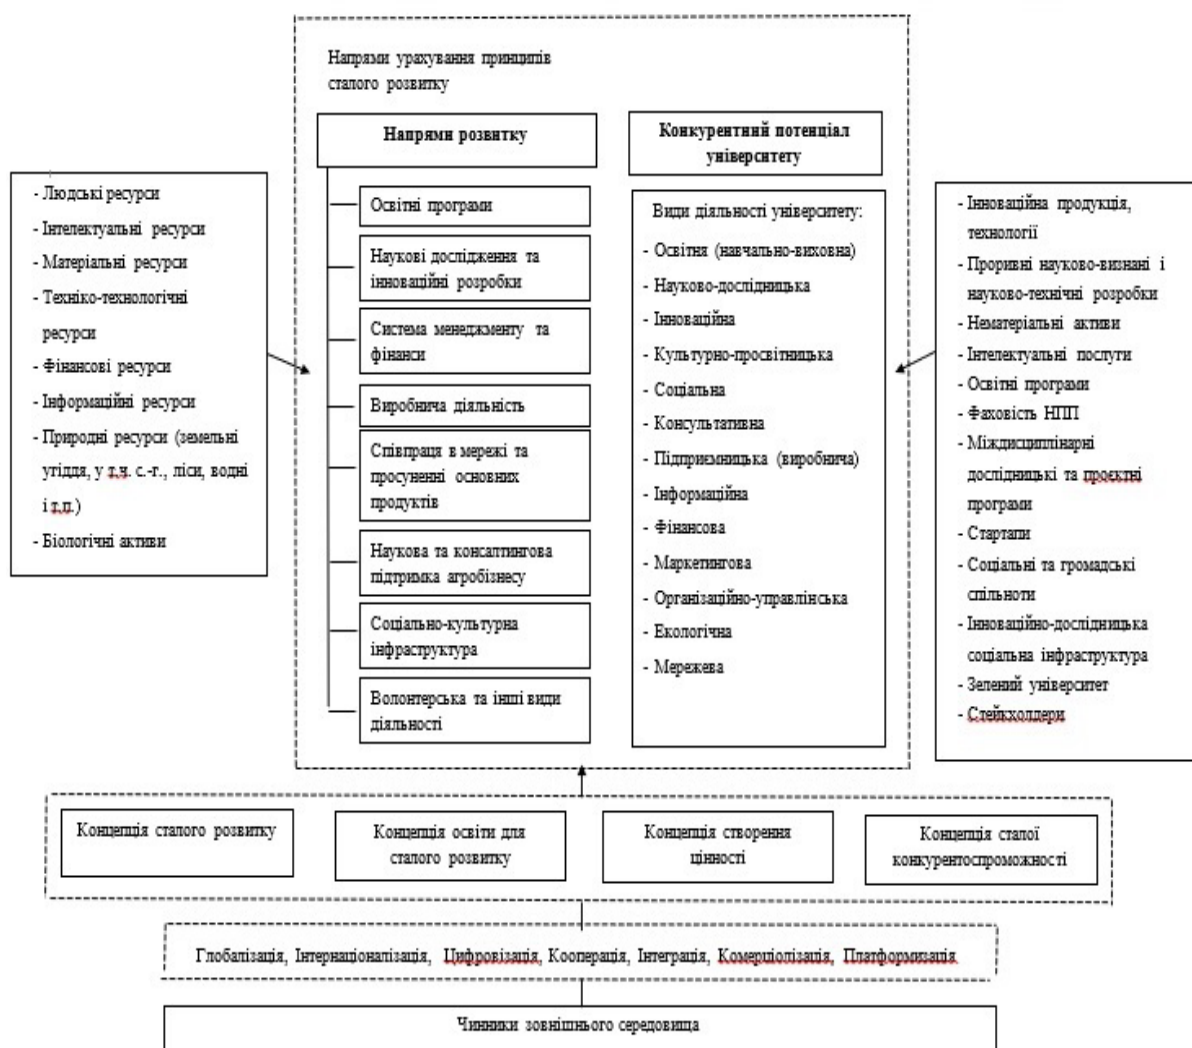 Напрями урахування принципів
сталого розвитку
Напрями розвитку
Конкурентний потенціал
університету
- Людські ресурси
- Інтелектуальні ресурси
- Матеріальні ресурси
- Техніко-технологічні
ресурси
- Фінансові ресурси
- Інформаційні ресурси
- Природні ресурси (земельні
угіддя, у т.ч. с.-г., ліси, водні
і т.п.)
- Біологічні активи
Освітні програми
Наукові дослідження та
інноваційні розробки
Система менеджменту та
фінанси
Виробнича діяльність
Співпраця в мережі та
просуненні основних
продуктів
Наукова та консалтингова
підтримка агробізнесу
Соціально-культурна
інфраструктура
Волонтерська та інші види
діяльності
Види діяльності університету:
- Освітня (навчально-виховна)
- Науково-дослідницька
- Інноваційна
- Культурно-просвітницька
- Соціальна
- Консультативна
- Підприємницька (виробнича)
- Інформаційна
- Фінансова
- Маркетингова
- Організаційно-управлінська
- Екологічна
- Мережева
- Інноваційна продукція,
технології
- Проривні науково-визнані і
науково-технічні розробки
- Нематеріальні активи
- Інтелектуальні послуги
- Освітні програми
- Фаховість НПП
- Міждисциплінарні
дослідницькі та проєктні
програми
- Стартапи
- Соціальні та громадські
спільноти
- Інноваційно-дослідницька
соціальна інфраструктура
- Зелений університет
- Стейкхолдери
Концепція сталого розвитку
Концепція освіти для
сталого розвитку
Концепція створення
цінності
Концепція сталої
конкурентоспроможності
Глобалізація, Інтернаціоналізація, Цифровізація, Кооперація, Інтеграція, Комерціолізація, Платформизація
Чинники зовнішнього середовища